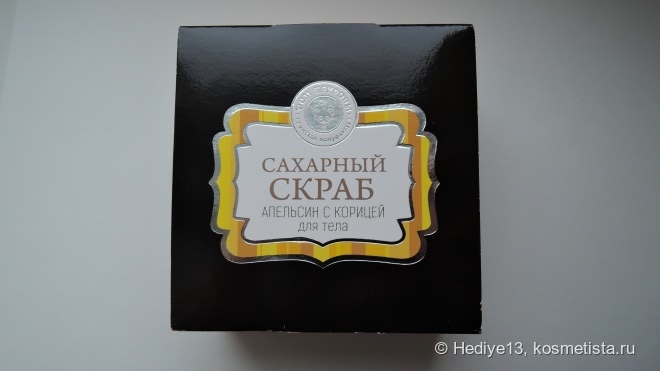 САХАРНЫЙ
СКРАБ
АПЕЛЬСИН С КОРИЦЕЙ
для тела
© Hediye13, kosmetista.ru